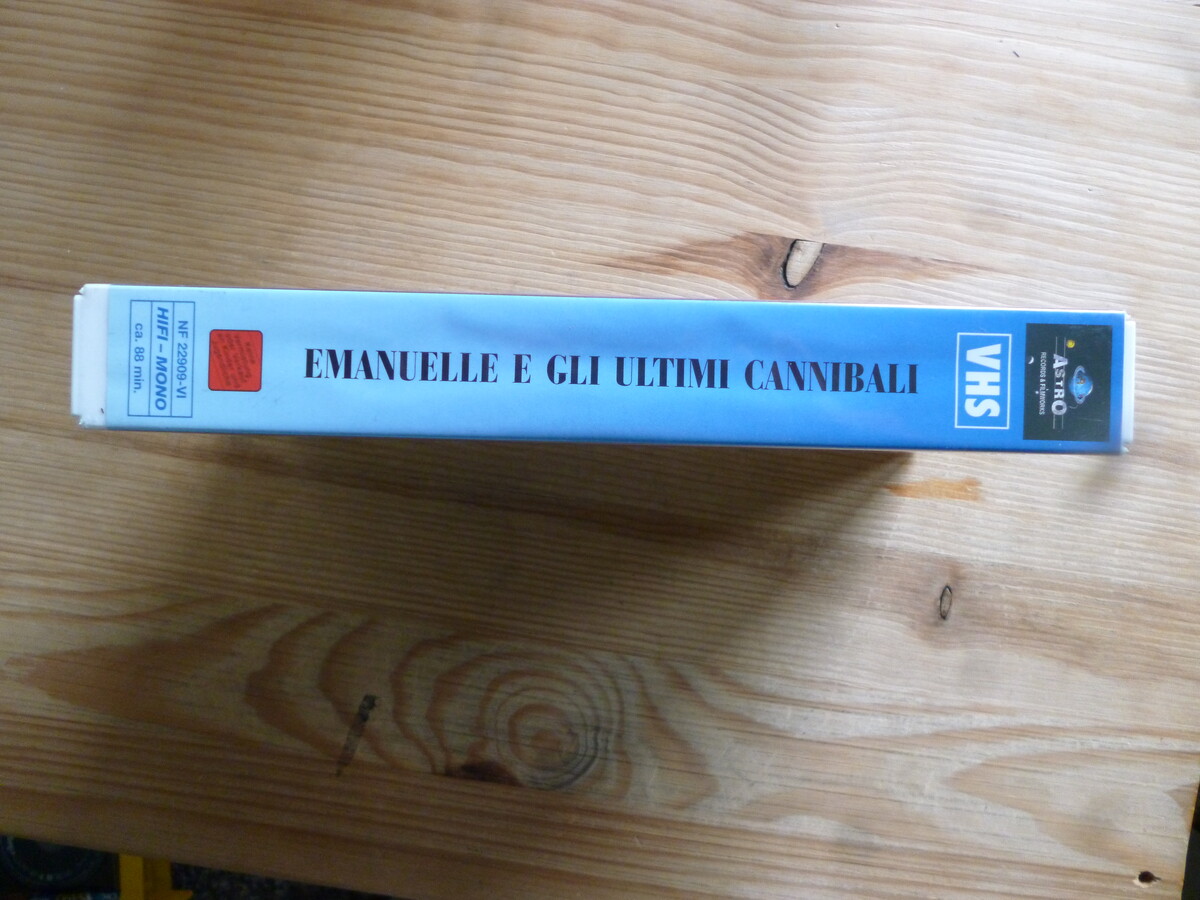 NF 22909-VI
HIFI – MONO
ca. 88 min.
EMANUELLE E GLI ULTIMI CANNIBALI
VHS
ASTRO
RECORDS & FILMWORKS